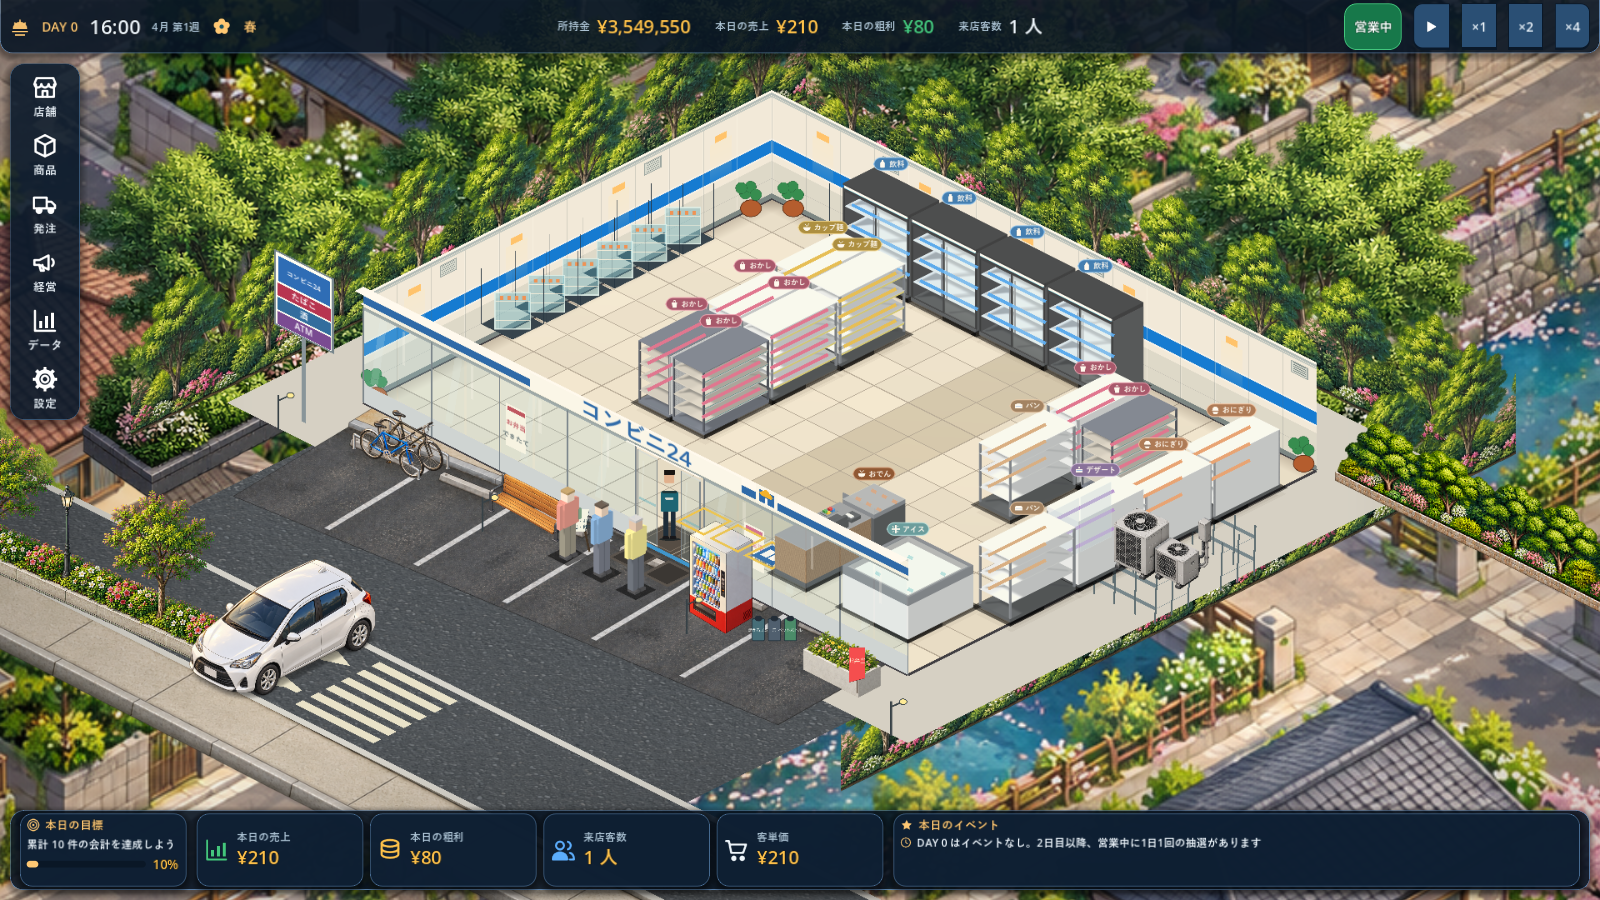 DAY 0 16:00 4月 第1週 春
所持金 ¥3,549,550 本日の売上 ¥210 本日の粗利 ¥80 来店客数 1 人
営業中 ×1 ×2 ×4
店舗
商品
発注
経営
データ
設定
コンビニ24
たばこ
酒
ATM
飲料
飲料
飲料
飲料
カップ麺
カップ麺
おかし
おかし
おかし
おかし
おかし
おかし
パン
おにぎり
おにぎり
デザート
おでん
パン
アイス
コンビニ24
お弁当
できたて
本日の目標
累計 10 件の会計を達成しよう
10%
本日の売上
¥210
本日の粗利
¥80
来店客数
1 人
客単価
¥210
本日のイベント
DAY 0 はイベントなし。2日目以降、営業中に1日1回の抽選があります